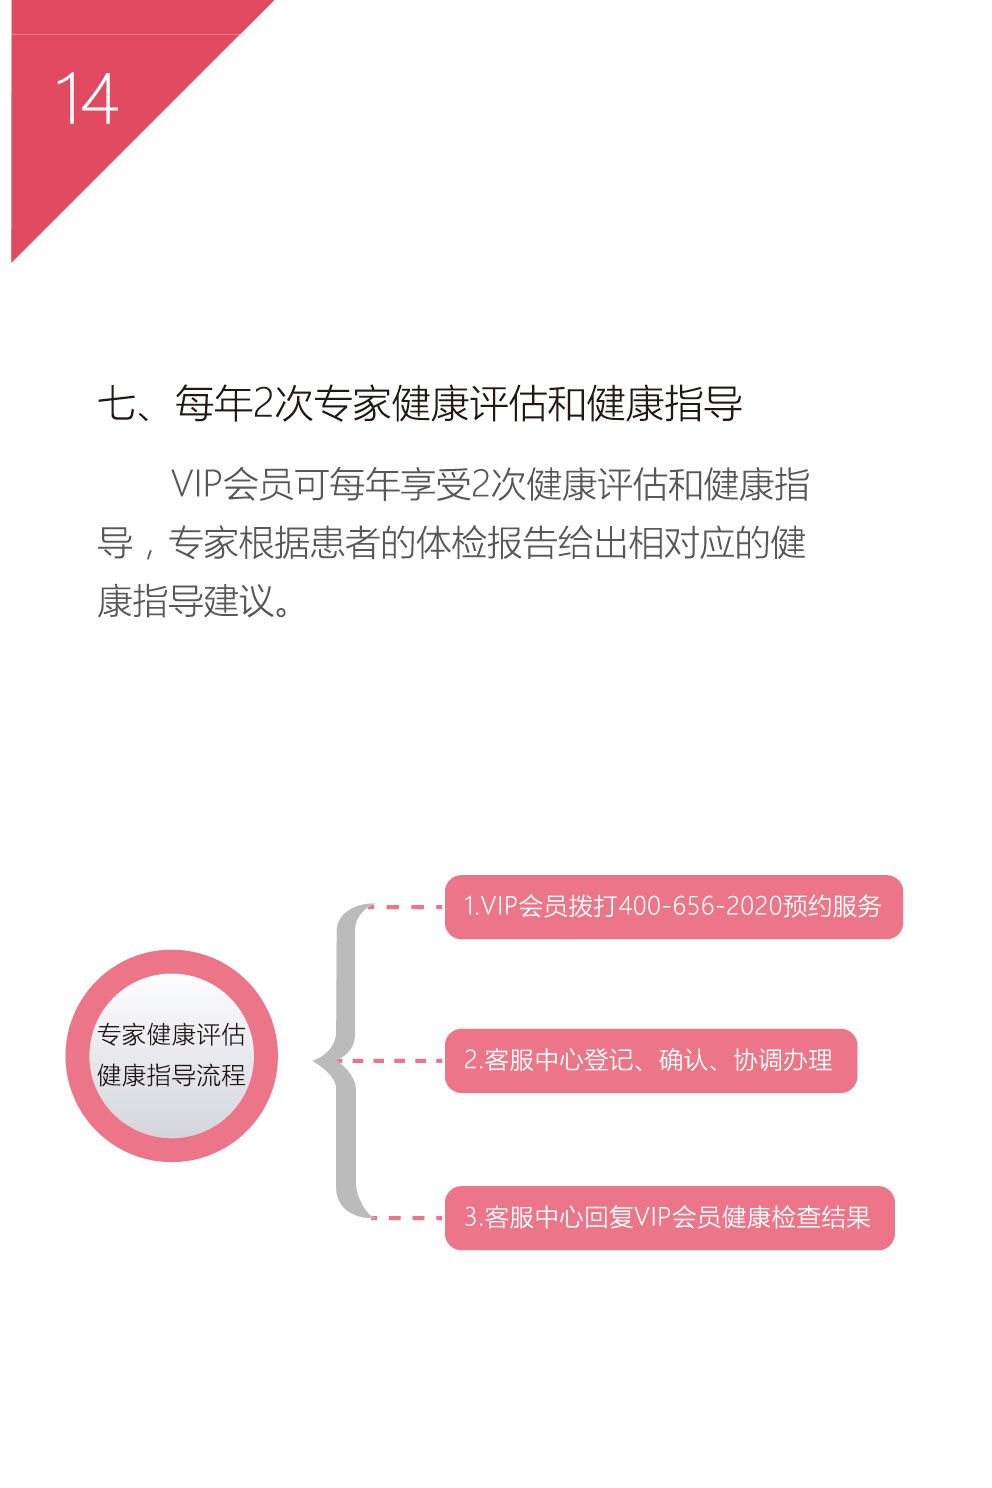 14
七、每年2次专家健康评估和健康指导
VIP会员可每年享受2次健康评估和健康指
导，专家根据患者的体检报告给出相对应的健
康指导建议。
1.VIP会员拨打400-656-2020预约服务
专家健康评估
健康指导流程
2.客服中心登记、确认、协调办理
3.客服中心回复VIP会员健康检查结果